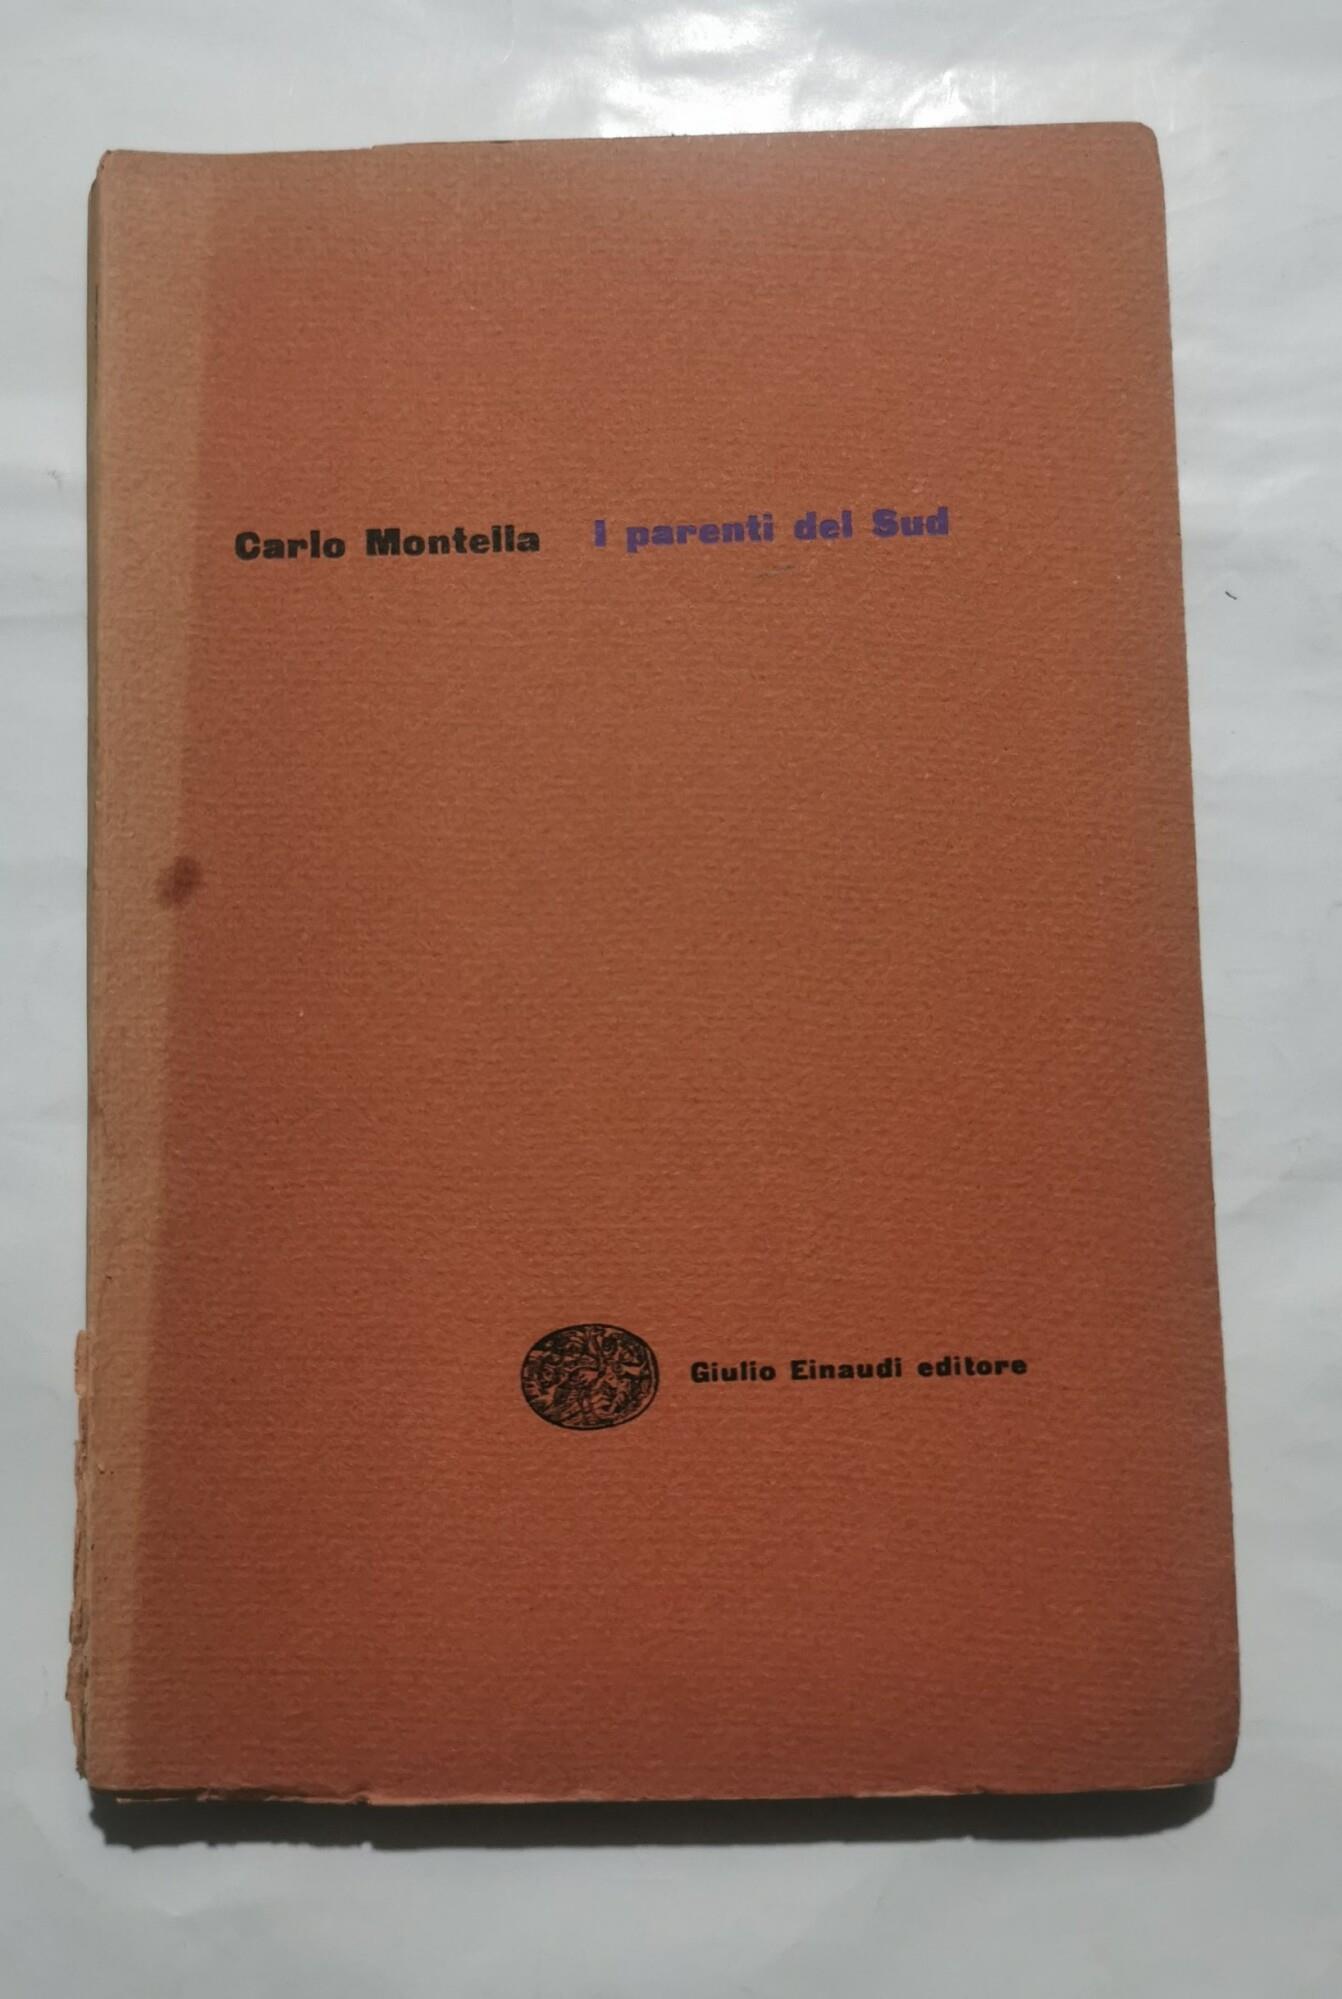 Carlo Montella I parenti del Sud
Giulio Einaudi editore